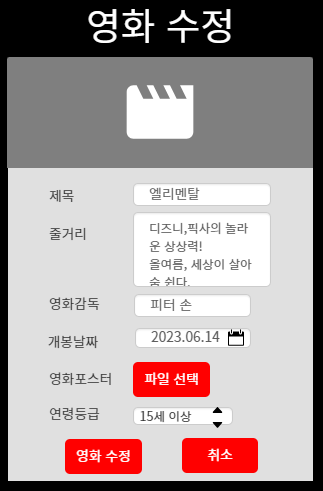 영화 수정
제목 엘리멘탈
줄거리 디즈니,픽사의 놀라
운 상상력!
올여름, 세상이 살아
숨 쉰다.
영화감독 피터 손
개봉날짜 2023.06.14
영화포스터 파일 선택
연령등급 15세 이상
영화 수정 취소